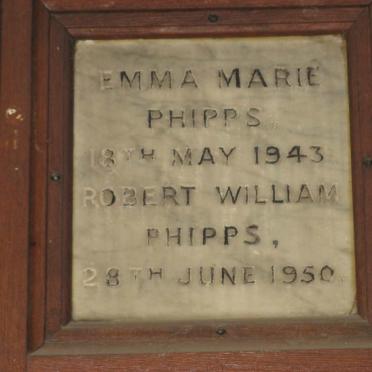 EMMA MARIE
PHIPPS,
18TH MAY 1943
ROBERT WILLIAM
PHIPPS,
28TH JUNE 1950.